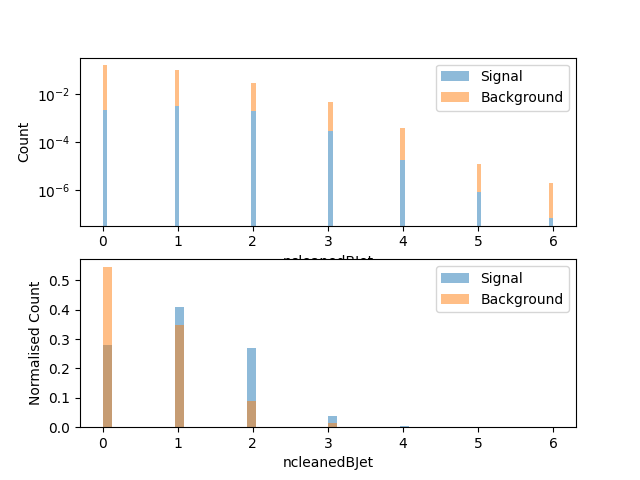 Count
10⁻²
10⁻⁴
10⁻⁶
Signal
Background
0 1 2 3 4 5 6
ncleanedBJet
Normalised Count
0.5
0.4
0.3
0.2
0.1
0.0
Signal
Background
0 1 2 3 4 5 6
ncleanedBJet